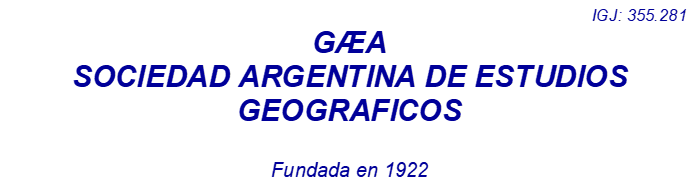 IGJ: 355.281
GÆA
SOCIEDAD ARGENTINA DE ESTUDIOS
GEOGRAFICOS
Fundada en 1922